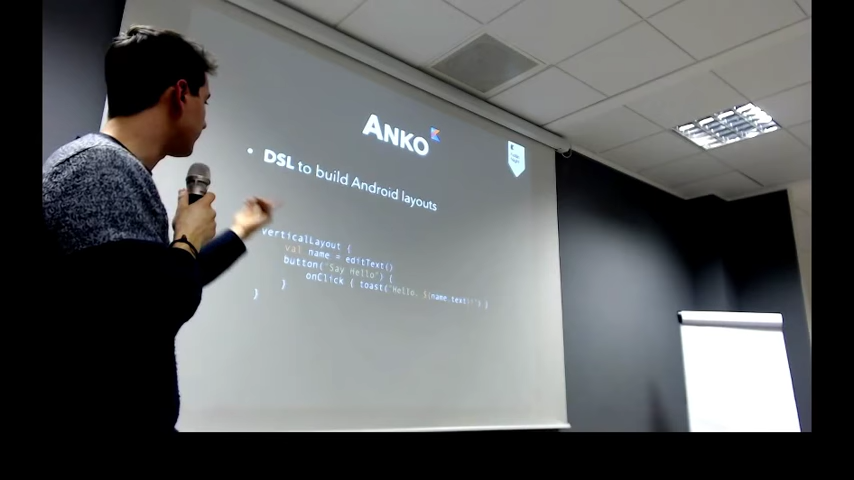 ANKO
• DSL to build Android layouts
verticalLayout {
val name = editText()
button("Say Hello") {
onClick { toast("Hello, ${name.text}!") }
}
}